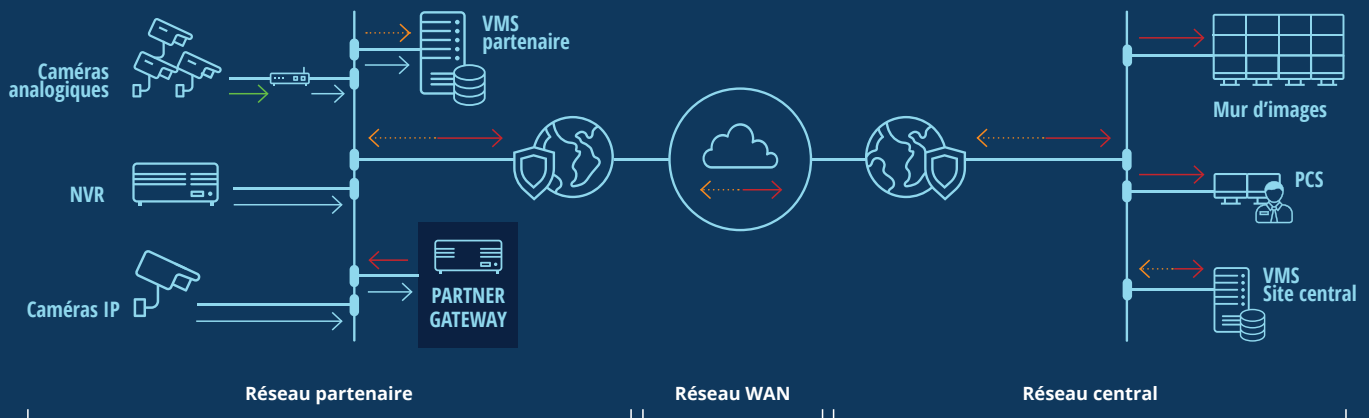 VMS
partenaire
Caméras
analogiques
Mur d'images
NVR
PCS
Caméras IP
PARTNER
GATEWAY
VMS
Site central
Réseau partenaire
Réseau WAN
Réseau central